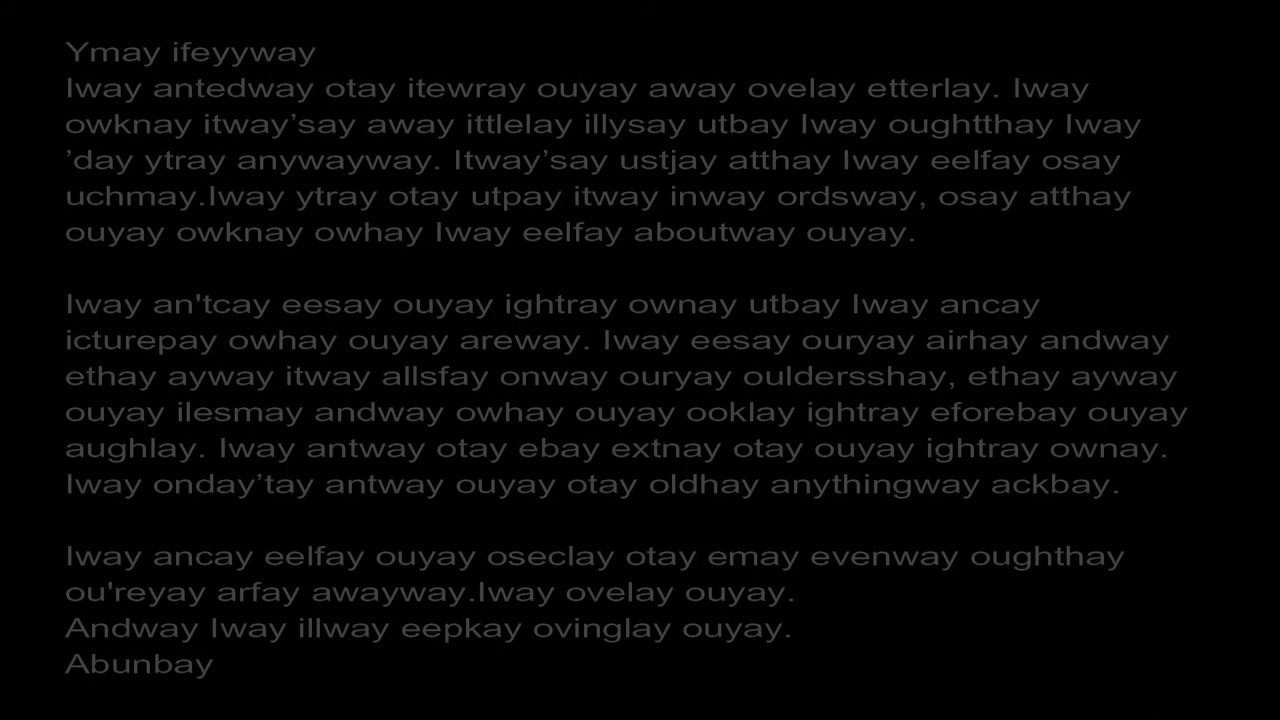 Ymay ifeyyway
Iway antedway otay itewray ouyay away ovelay etterlay. Iway
owknay itway’say away ittlelay illysay utbay Iway oughtthay Iway
’day ytray anywayway. Itway’say ustjay atthay Iway eelfay osay
uchmay.Iway ytray otay utpay itway inway ordsway, osay atthay
ouyay owknay owhay Iway eelfay aboutway ouyay.

Iway an'tcay eesay ouyay ightray ownay utbay Iway ancay
icturepay owhay ouyay areway. Iway eesay ouryay airhay andway
ethay ayway itway allsfay onway ouryay ouldersshay, ethay ayway
ouyay ilesmay andway owhay ouyay ooklay ightray eforebay ouyay
aughlay. Iway antway otay ebay extnay otay ouyay ightray ownay.
Iway onday’tay antway ouyay otay oldhay anythingway ackbay.

Iway ancay eelfay ouyay oseclay otay emay evenway oughthay
ou'reyay arfay awayway.Iway ovelay ouyay.
Andway Iway illway eepkay ovinglay ouyay.
Abunbay